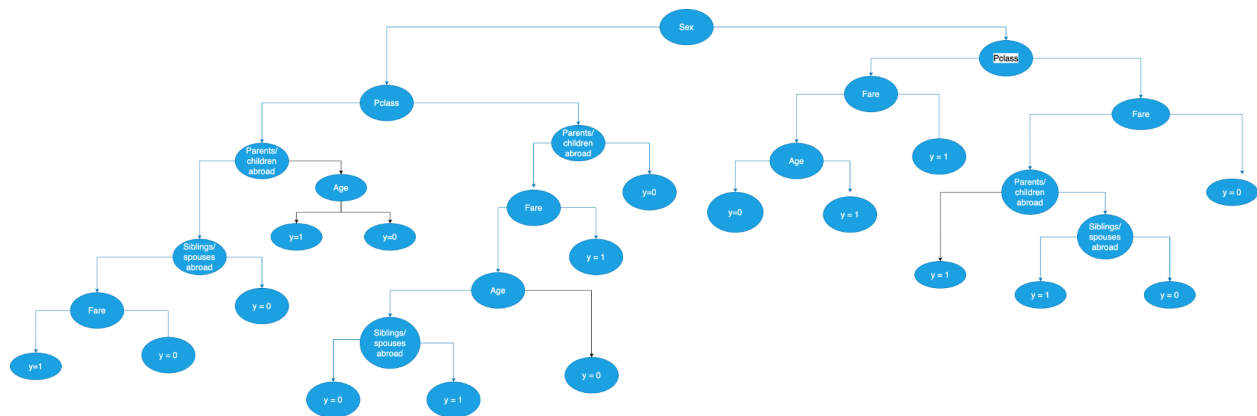 Sex
Pclass
Fare
Pclass
Fare
Parents/
children
abroad
Parents/
children
abroad
y = 1
Age
Age
y=0
Parents/
children
abroad
y = 0
Fare
y=0
y = 1
y=1
y=0
Siblings/
spouses
abroad
Siblings/
spouses
abroad
y = 1
y = 1
Age
y = 1
y = 0
y = 0
Fare
Siblings/
spouses
abroad
y = 0
y=1
y = 0
y = 0
y = 1